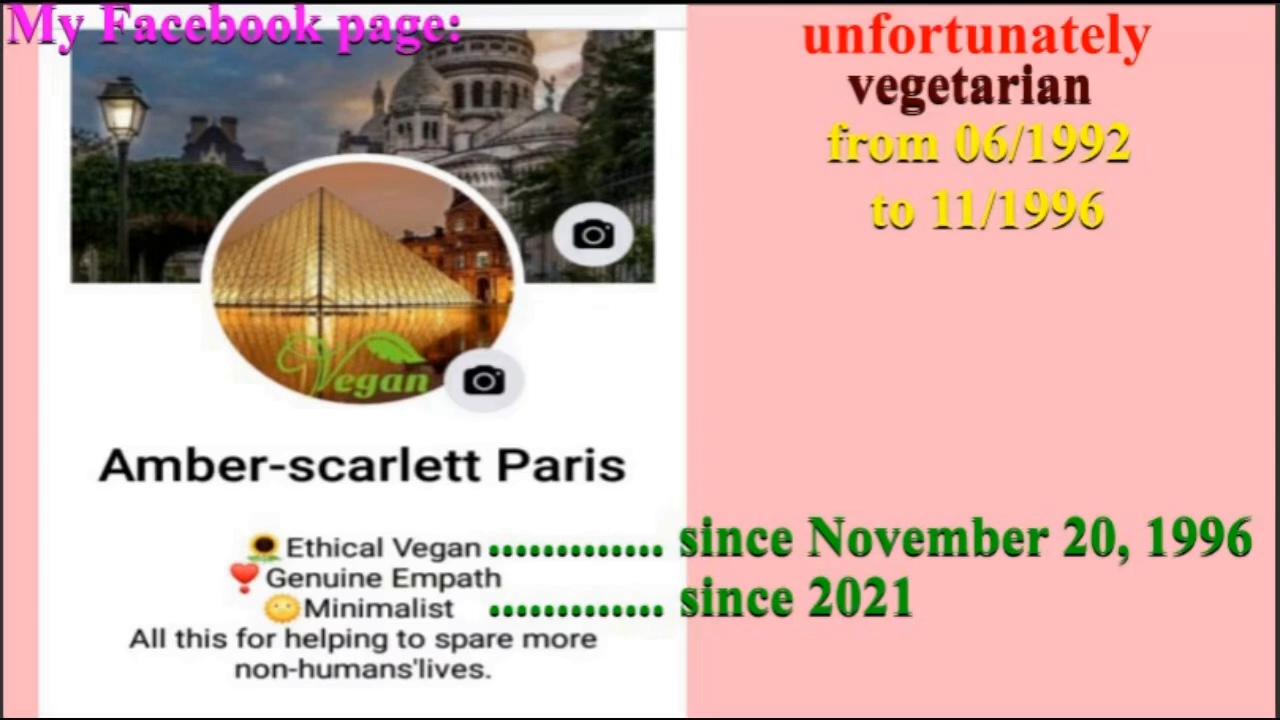 My Facebook page:
unfortunately
vegetarian
from 06/1992
to 11/1996
Vegan
Amber-scarlett Paris
🌻Ethical Vegan............. since November 20, 1996
❣️Genuine Empath
🌝Minimalist ............. since 2021
All this for helping to spare more
non-humans'lives.